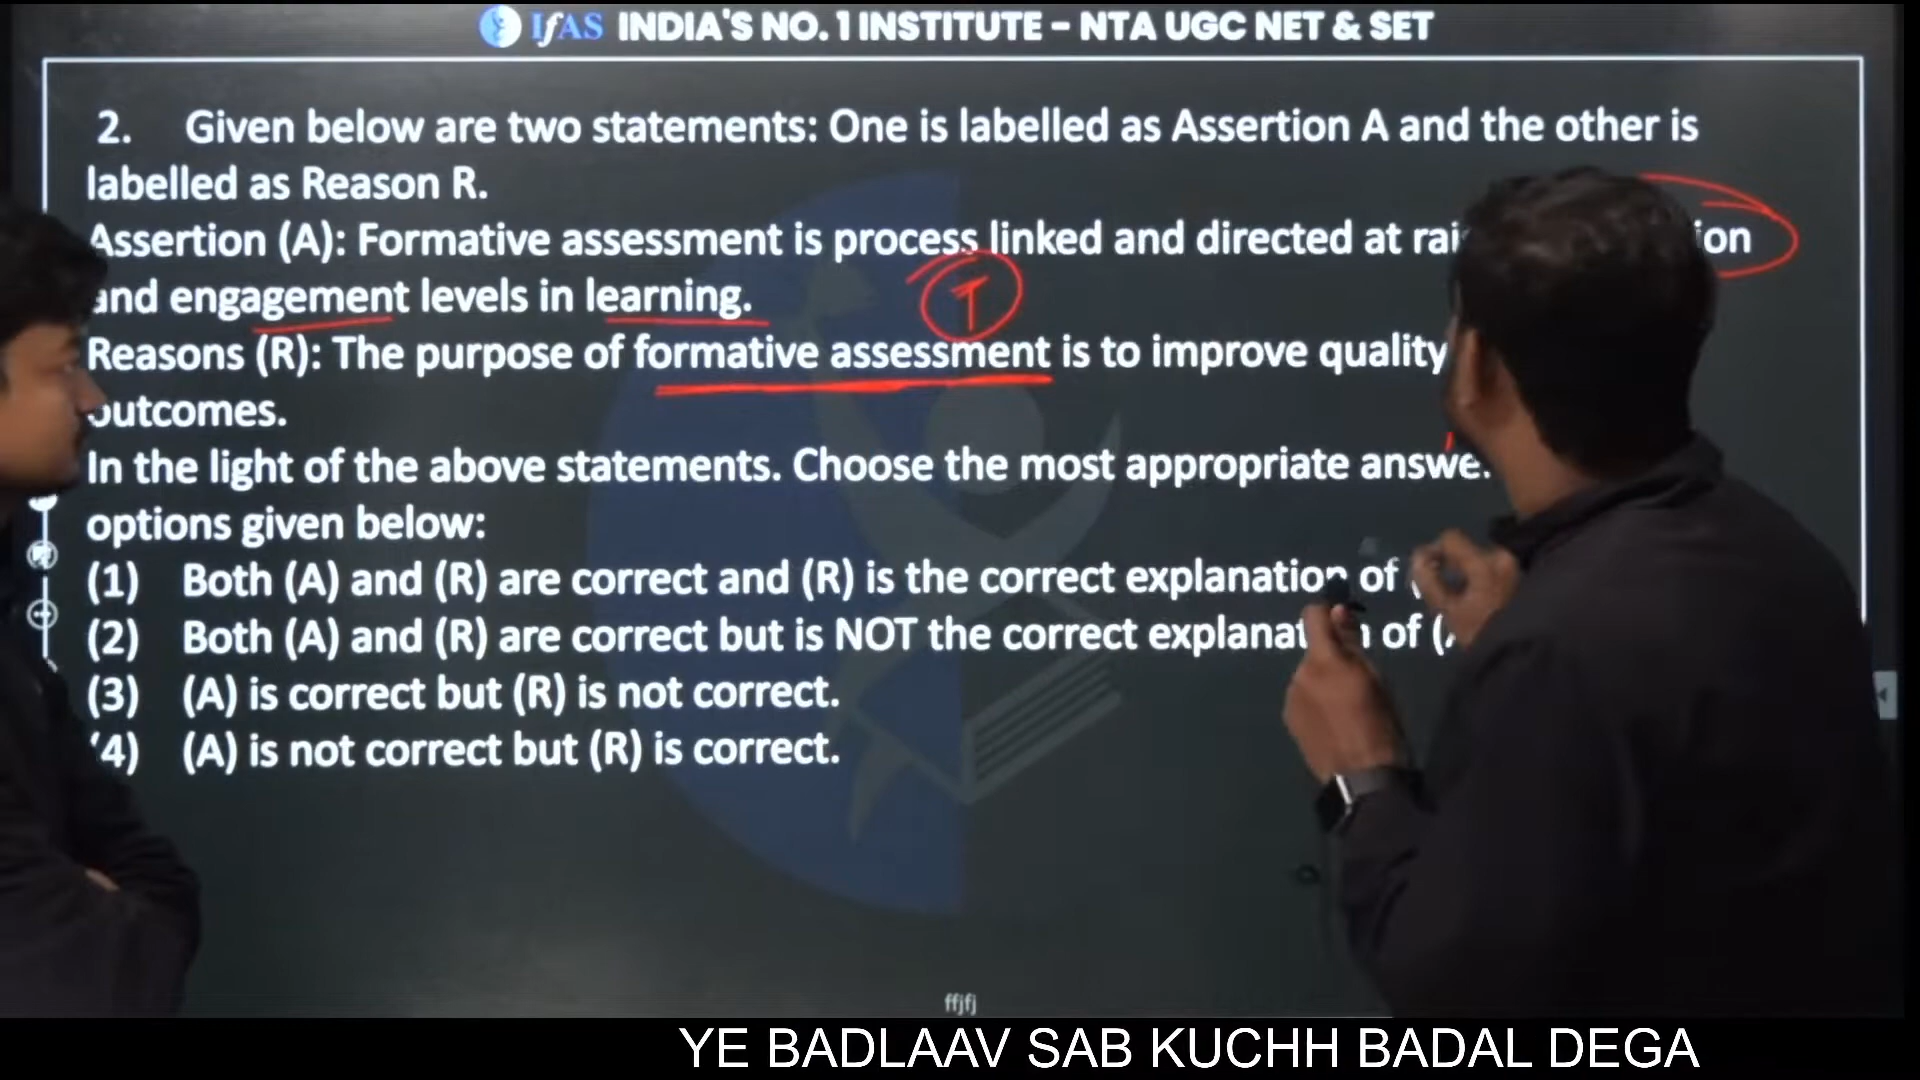 IfAS INDIA'S NO. 1 INSTITUTE - NTA UGC NET & SET
2. Given below are two statements: One is labelled as Assertion A and the other is
labelled as Reason R.
Assertion (A): Formative assessment is process linked and directed at
and engagement levels in learning.
T
Reasons (R): The purpose of formative assessment is to improve quality
outcomes.
In the light of the above statements. Choose the most appropriate
options given below:
(1) Both (A) and (R) are correct and (R) is the correct explanation of
(2) Both (A) and (R) are correct but is NOT the correct explanation of
(3) (A) is correct but (R) is not correct.
(4) (A) is not correct but (R) is correct.
ffjfj
YE BADLAAV SAB KUCHH BADAL DEGA